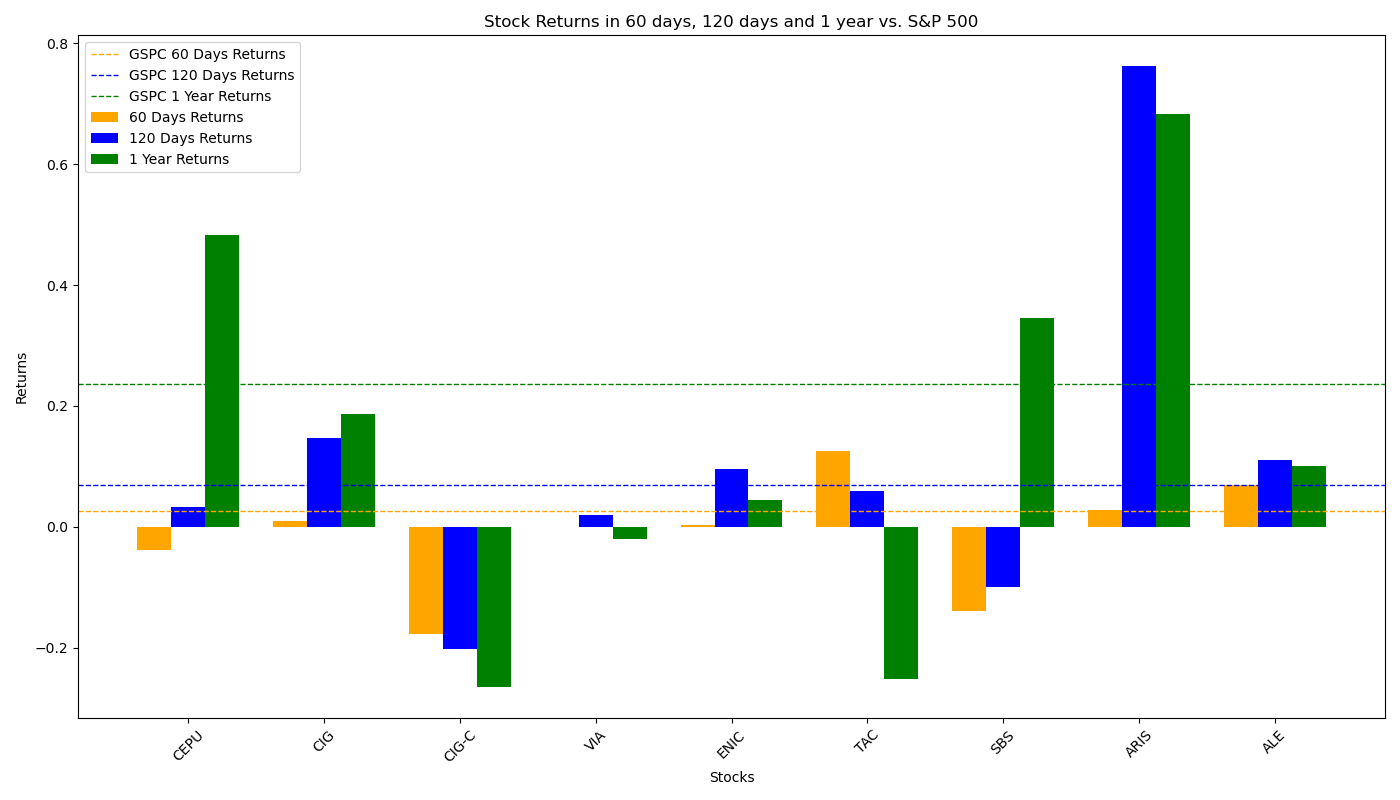 Stock Returns in 60 days, 120 days and 1 year vs. S&P 500
GSPC 60 Days Returns
GSPC 120 Days Returns
GSPC 1 Year Returns
60 Days Returns
120 Days Returns
1 Year Returns
Returns
0.8
0.6
0.4
0.2
0.0
−0.2
CEPU
CIG
CIG-C
VIA
ENIC
TAC
SBS
ARIS
ALE
Stocks